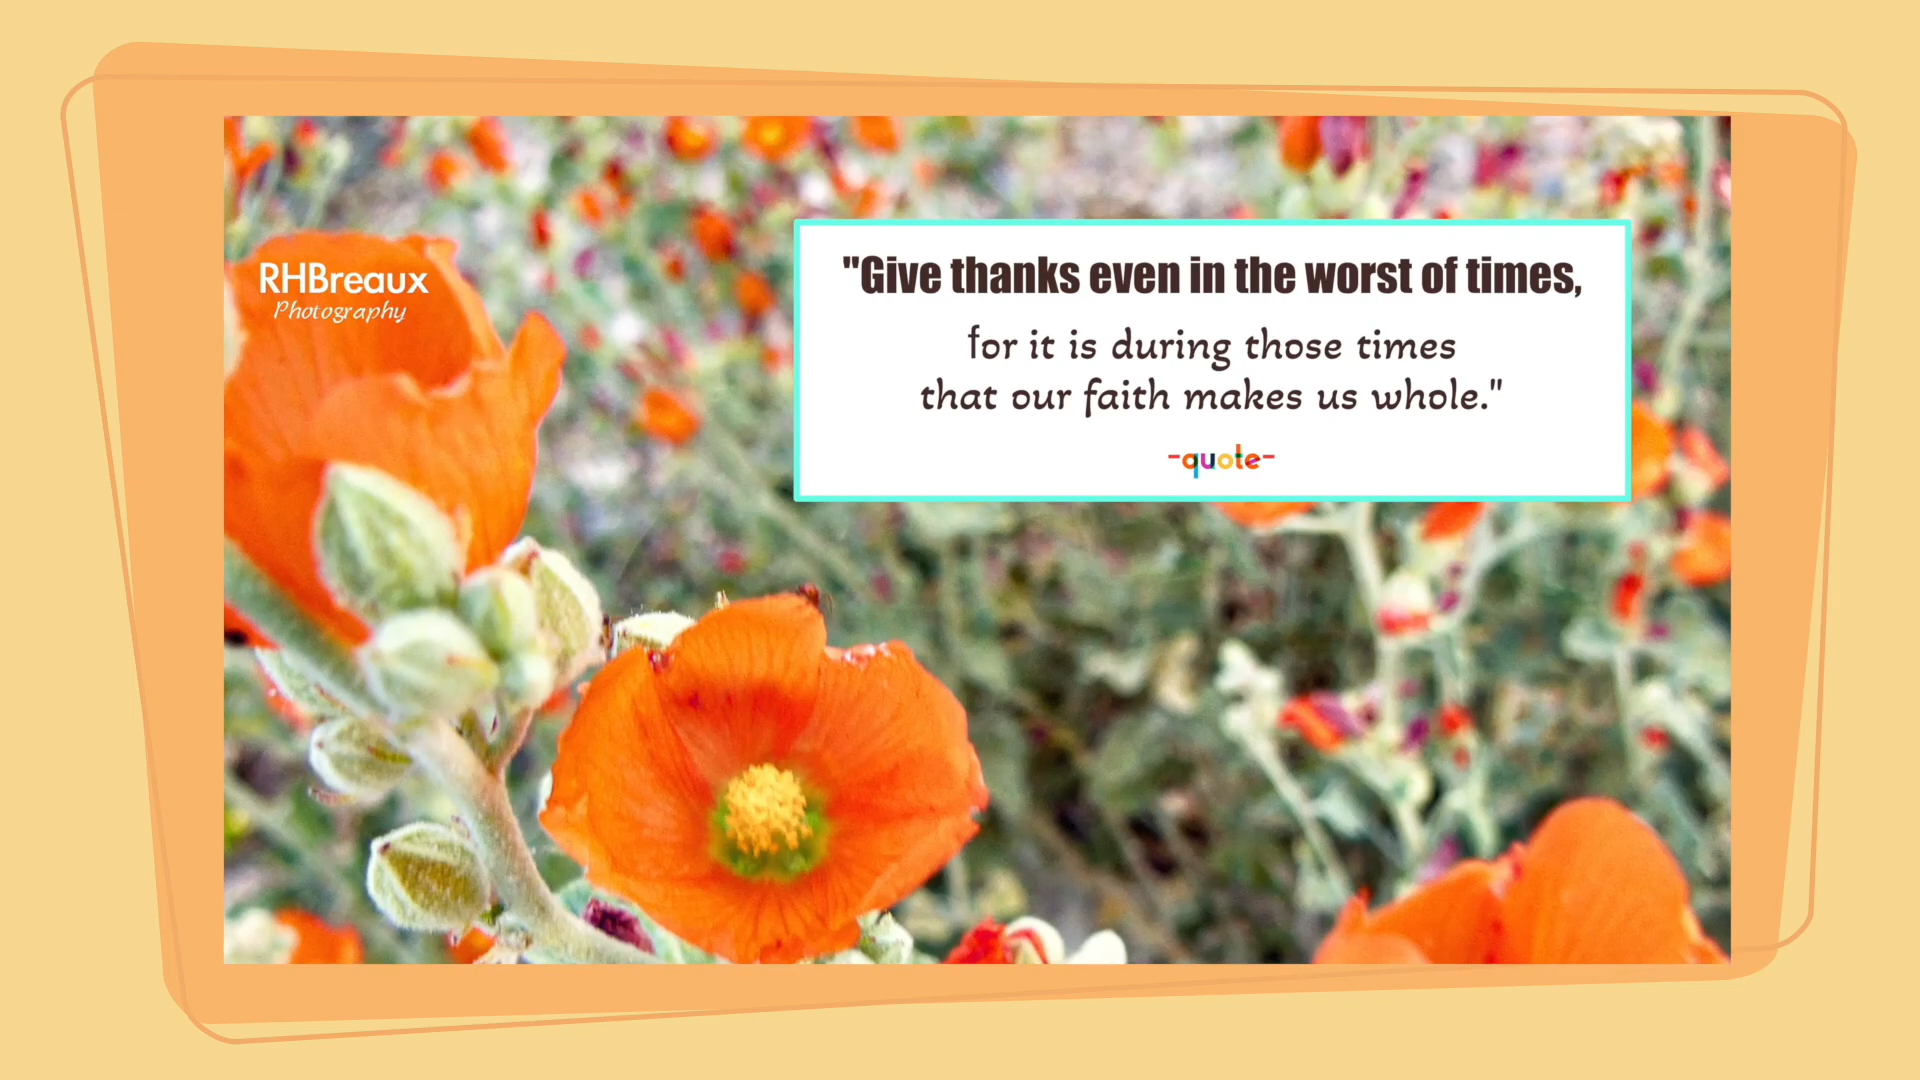 RHBreaux
Photography
"Give thanks even in the worst of times,
for it is during those times
that our faith makes us whole."
-quote-